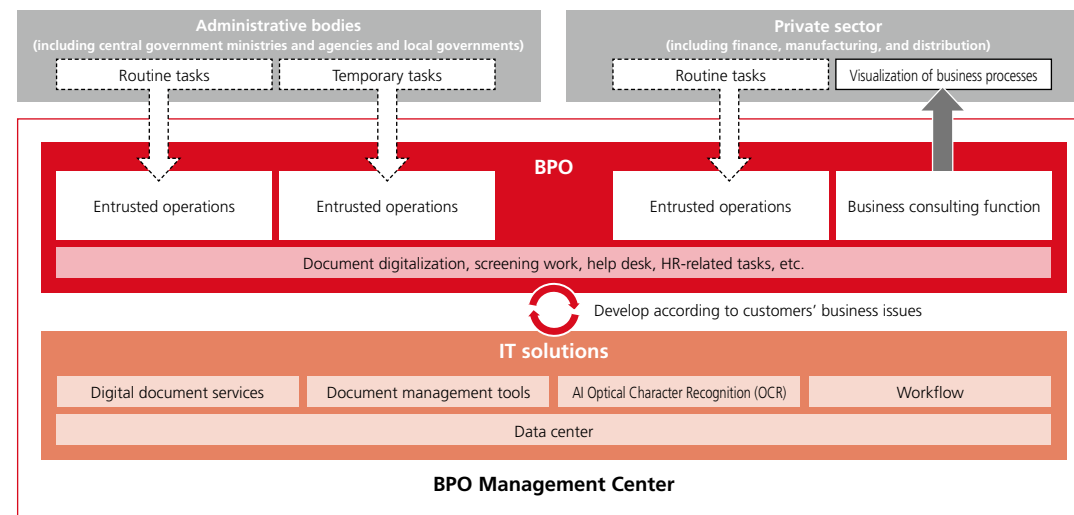 Administrative bodies
(including central government ministries and agencies and local governments)
Routine tasks
Temporary tasks
Private sector
(including finance, manufacturing, and distribution)
Routine tasks
Visualization of business processes
BPO
Entrusted operations
Entrusted operations
Entrusted operations
Business consulting function
Document digitalization, screening work, help desk, HR-related tasks, etc.
Develop according to customers’ business issues
IT solutions
Digital document services
Document management tools
AI Optical Character Recognition (OCR)
Workflow
Data center
BPO Management Center